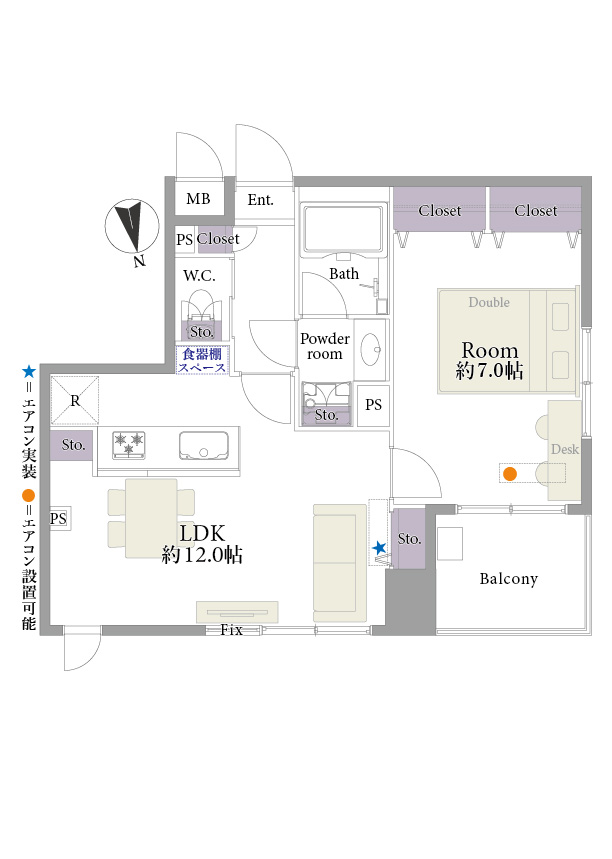 MB
Ent.
PS
Closet
Closet
Closet
N
W.C.
Bath
Sto.
Double
Powder
room
Room
約7.0帖
食器棚
スペース
R
Sto.
PS
Sto.
Desk
★=エアコン実装
●=エアコン設置可能
PS
LDK
約12.0帖
★
Sto.
Balcony
Fix